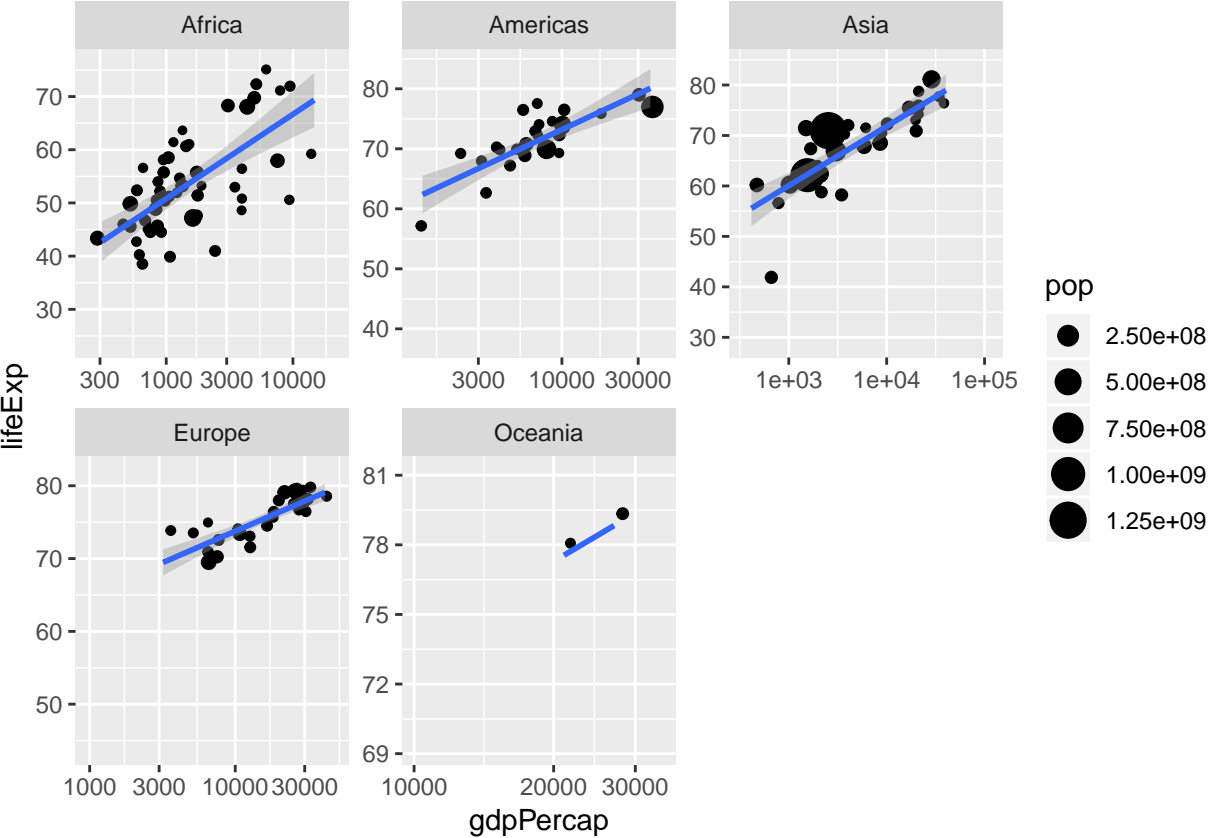 Africa
Americas
Asia
70
60
50
40
30
80
70
60
50
40
80
70
60
50
40
30
300 1000 3000 10000
3000 10000 30000
1e+03 1e+04 1e+05
lifeExp
Europe
Oceania
80
70
60
50
81
78
75
72
69
1000 3000 10000 30000
10000 20000 30000
gdpPercap
pop
2.50e+08
5.00e+08
7.50e+08
1.00e+09
1.25e+09